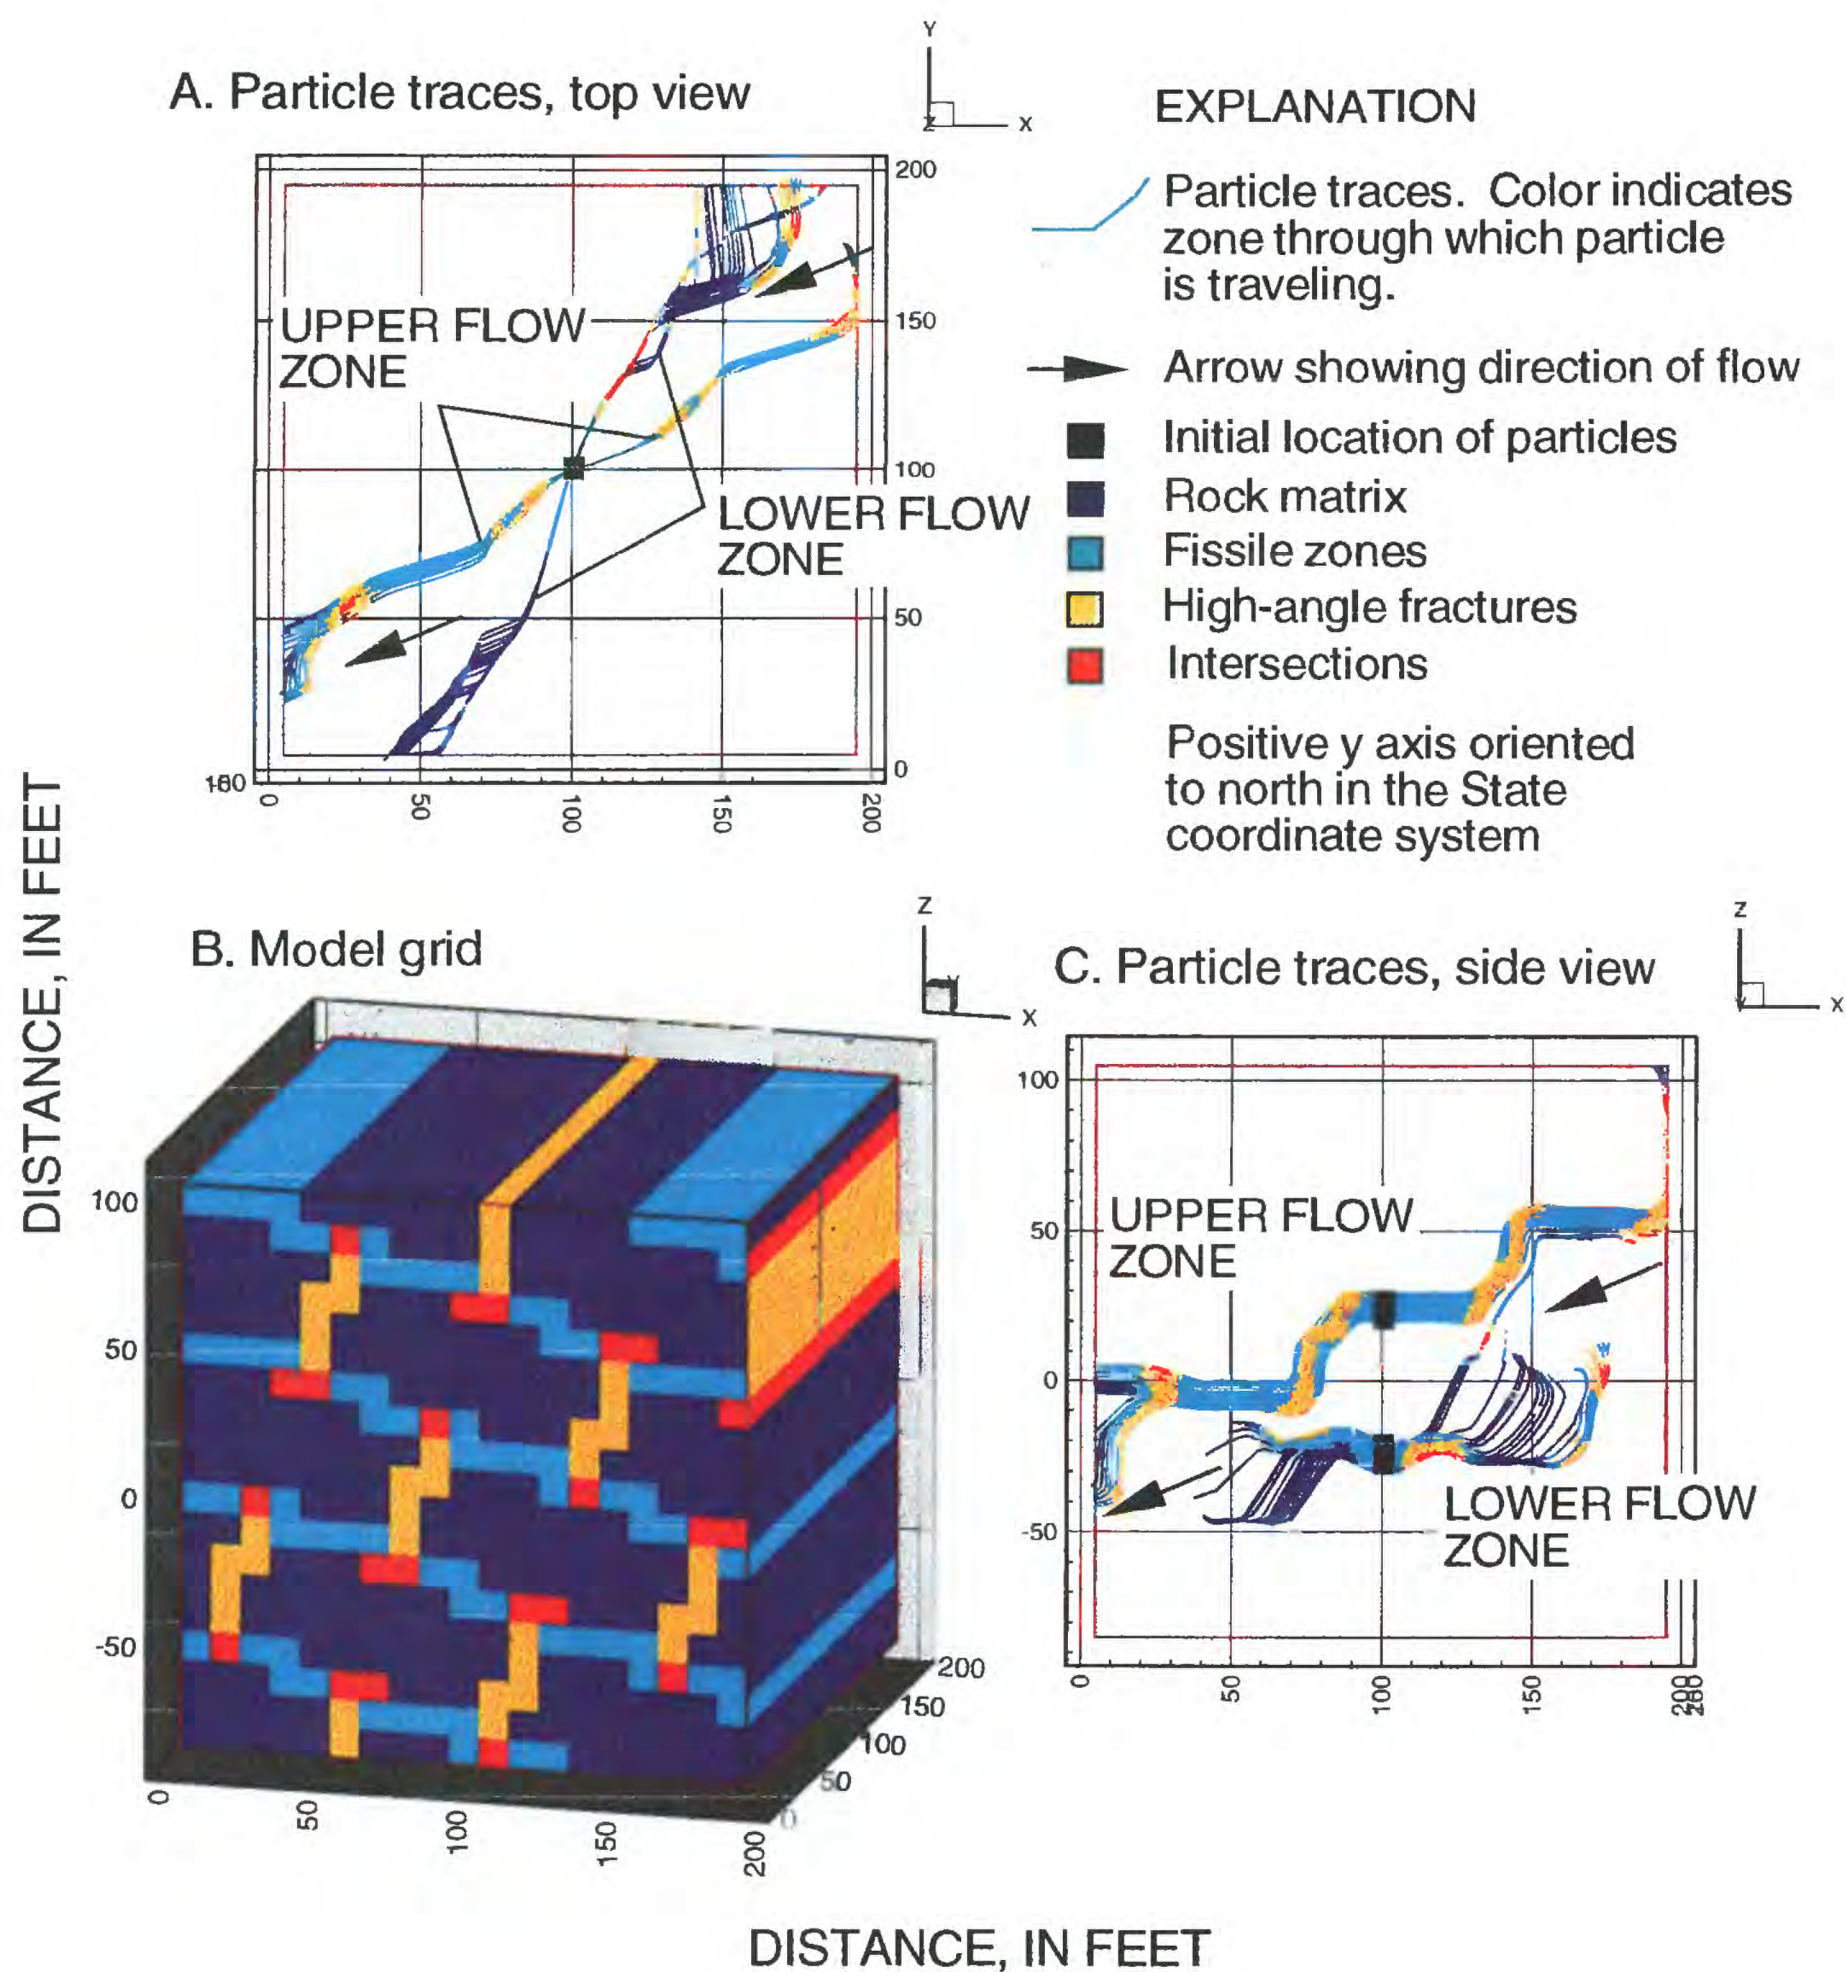 A. Particle traces, top view
Y
Z
X
200
150
100
50
0
0
50
100
150
200
UPPER FLOW
ZONE
LOWER FLOW
ZONE
EXPLANATION
Particle traces. Color indicates
zone through which particle
is traveling.
Arrow showing direction of flow
Initial location of particles
Rock matrix
Fissile zones
High-angle fractures
Intersections
Positive y axis oriented
to north in the State
coordinate system
DISTANCE, IN FEET
B. Model grid
Z
Y
X
100
50
0
-50
0
50
100
150
200
200
150
100
50
0
C. Particle traces, side view
Z
X
100
50
0
-50
0
50
100
150
UPPER FLOW
ZONE
LOWER FLOW
ZONE
DISTANCE, IN FEET